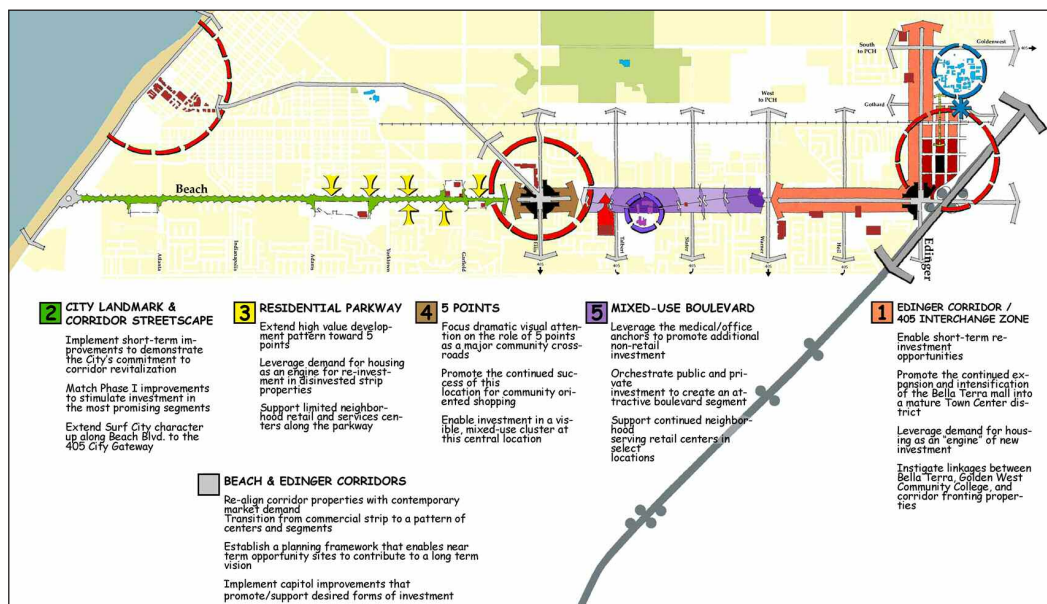 South
to PCH
Goldenwest
405
Gothard
West
to PCH
Beach
Edinger
Atlanta
Indianapolis
Adams
Yorktown
Garfield
Ellis
Talbert
Slater
Warner
Heil
405
405
405
405
405
2 CITY LANDMARK &
CORRIDOR STREETSCAPE
Implement short-term im-
provements to demonstrate
the City's commitment to
corridor revitalization
Match Phase I improvements
to stimulate investment in
the most promising segments
Extend Surf City character
up along Beach Blvd. to the
405 City Gateway
3 RESIDENTIAL PARKWAY
Extend high value develop-
ment pattern toward 5
points
Leverage demand for housing
as an engine for re-invest-
ment in disinvested strip
properties
Support limited neighbor-
hood retail and services cen-
ters along the parkway
4 5 POINTS
Focus dramatic visual atten-
tion on the role of 5 points
as a major community cross-
roads
Promote the continued suc-
cess of this
location for community ori-
ented shopping
Enable investment in a vis-
ible, mixed-use cluster at
this central location
5 MIXED-USE BOULEVARD
Leverage the medical/office
anchors to promote additional
non-retail
investment
Orchestrate public and pri-
vate
investment to create an at-
tractive boulevard segment
Support continued neighbor-
hood
serving retail centers in
select
locations
1 EDINGER CORRIDOR /
405 INTERCHANGE ZONE
Enable short-term re-
investment
opportunities
Promote the continued ex-
pansion and intensification
of the Bella Terra mall into
a mature Town Center dis-
trict
Leverage demand for hous-
ing as an "engine" of new
investment
Instigate linkages between
Bella Terra, Golden West
Community College, and
corridor fronting proper-
ties
BEACH & EDINGER CORRIDORS
Re-align corridor properties with contemporary
market demand
Transition from commercial strip to a pattern of
centers and segments
Establish a planning framework that enables near
term opportunity sites to contribute to a long term
vision
Implement capitol improvements that
promote/support desired forms of investment